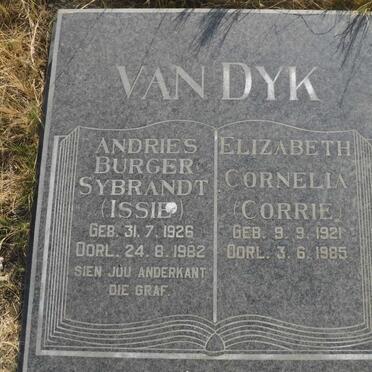 VAN DYK
ANDRIES
BURGER
SYBRANDT
(ISSIE)
GEB. 31.7.1926
OORL. 24.8.1982
SIEN JOU ANDERKANT
DIE GRAF.
ELIZABETH
CORNELIA
(CORRIE)
GEB. 9.9.1921
OORL. 3.6.1985